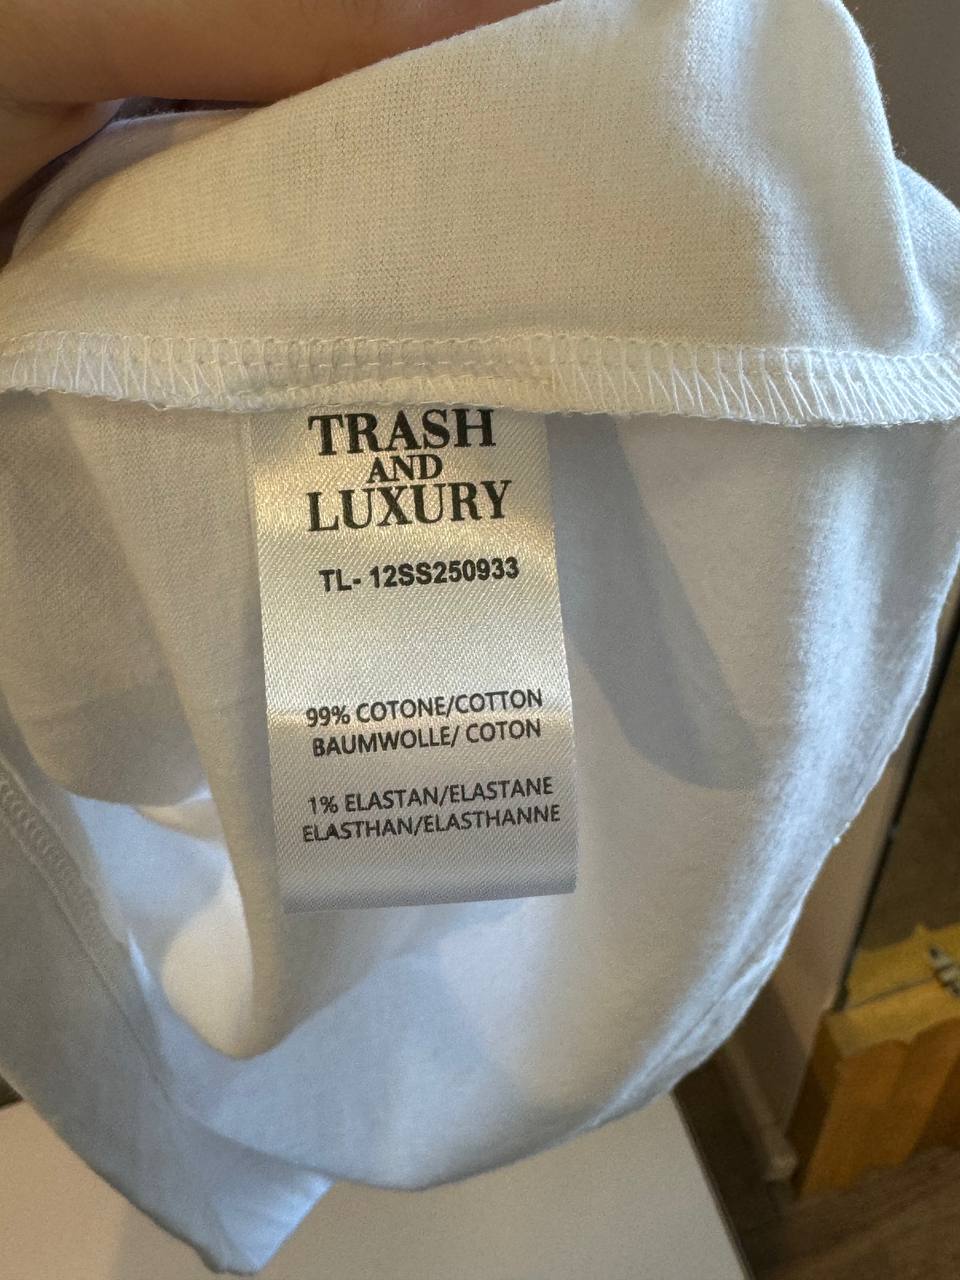 TRASH
AND
LUXURY
TL- 12SS250933
99% COTONE/COTTON
BAUMWOLLE/ COTON
1% ELASTAN/ELASTANE
ELASTHAN/ELASTHANNE